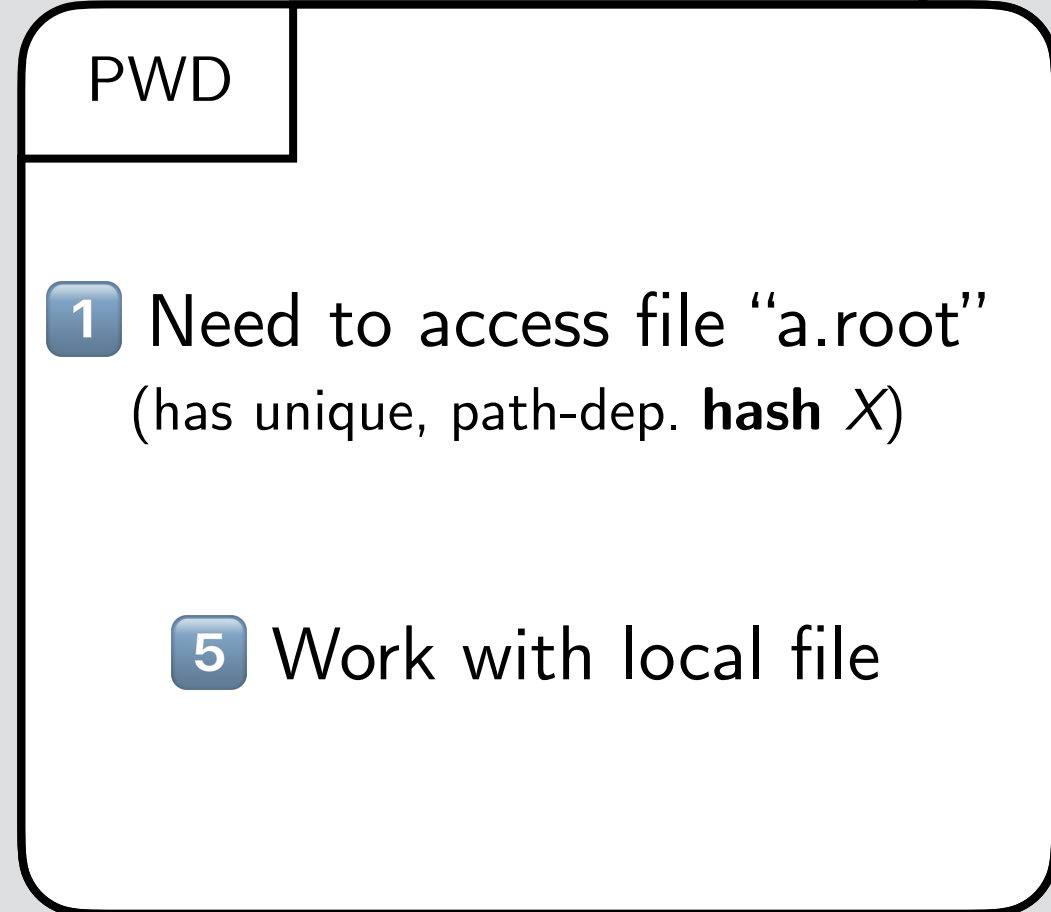 PWD
1 Need to access file “a.root”
(has unique, path-dep. hash X)
5 Work with local file